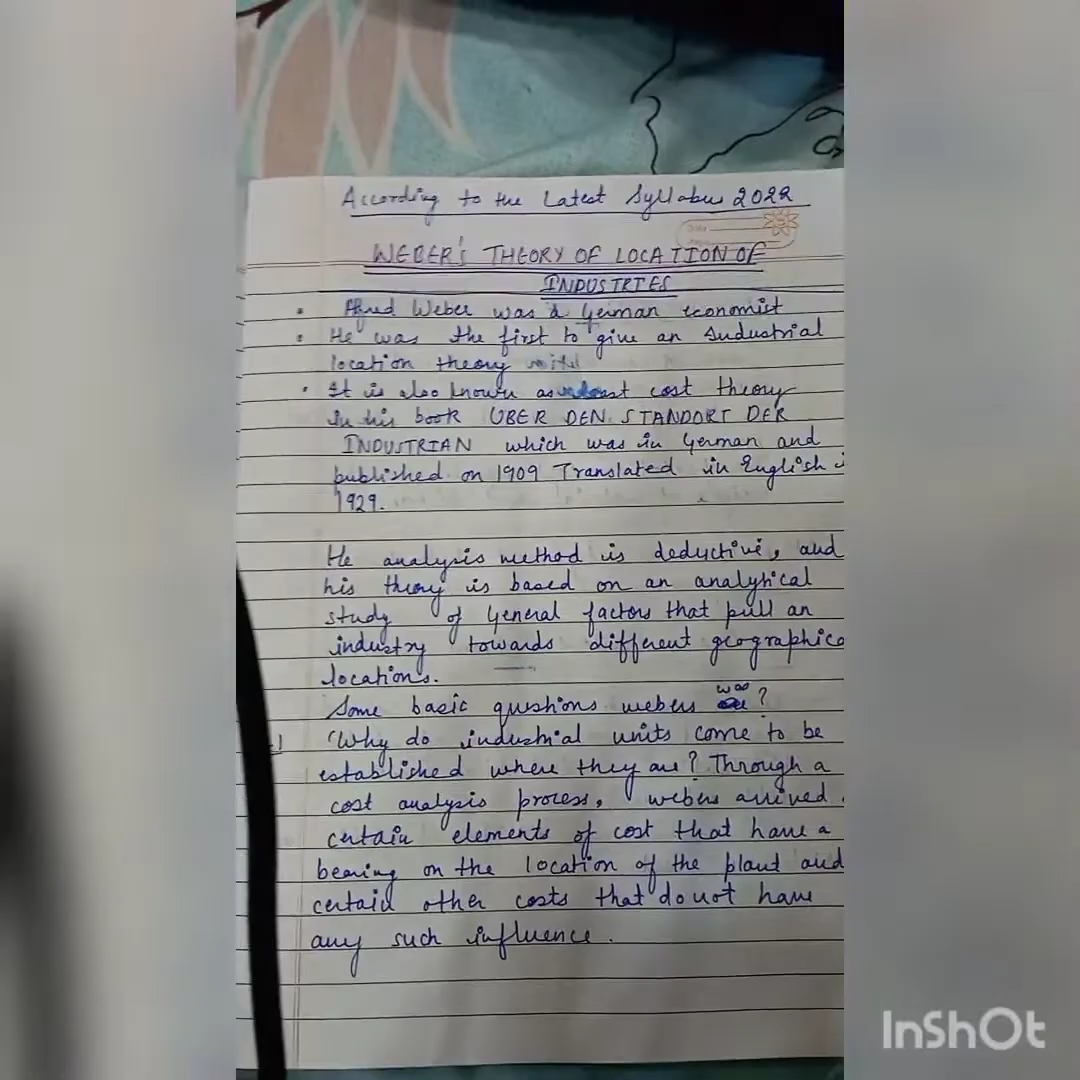 According to the Latest Syllabus 2022
WEBER'S THEORY OF LOCATION OF
INDUSTRIES
• Alfred Weber was a German economist
• He was the first to give an Industrial
location theory
• It is also known as least cost theory
in his book UBER DEN STANDORT DER
INDUSTRIAN which was in German and
published on 1909 Translated in English i
1929.
He analysis method is deductive, and
his theory is based on an analytical
study of General factors that pull an
industry towards different geographica
locations.
Some basic questions webers was ?
'Why do industrial units come to be
established where they are? Through a
cost analysis process, webers arrived
certain elements of cost that have a
bearing on the location of the plant and
certain other costs that do not have
any such influence.
InShOt